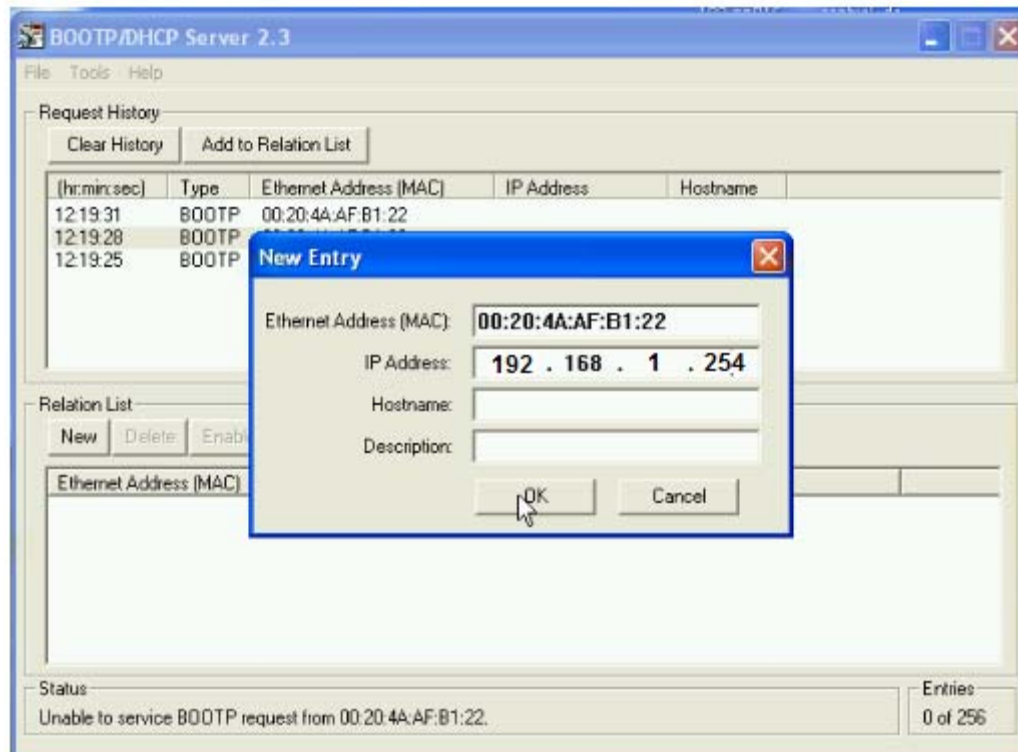 BOOTP/DHCP Server 2.3
File Tools Help
Request History
Clear History Add to Relation List
(hr:min:sec) Type Ethernet Address (MAC) IP Address Hostname
12:19:31 BOOTP 00:20:4A:AF:B1:22
12:19:28 BOOTP
12:19:25 BOOTP
New Entry
Ethernet Address (MAC): 00:20:4A:AF:B1:22
IP Address: 192 . 168 . 1 . 254
Hostname:
Description:
OK Cancel
Relation List
New Delete
Ethernet Address (MAC)
Status
Unable to service BOOTP request from 00:20:4A:AF:B1:22.
Entries
0 of 256